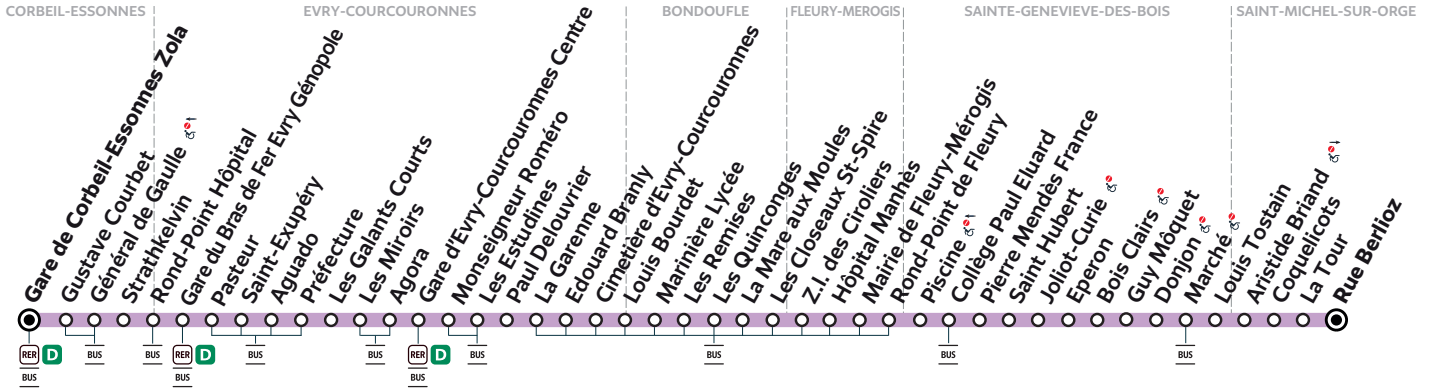 CORBEIL-ESSONNES
EVRY-COURCOURONNES
BONDOUFLE
FLEURY-MEROGIS
SAINTE-GENEVIEVE-DES-BOIS
SAINT-MICHEL-SUR-ORGE
Gare de Corbeil-Essonnes Zola
Gustave Courbet
Général de Gaulle
Strathkelvin
Rond-Point Hôpital
Gare du Bras de Fer Evry Génopole
Pasteur
Saint-Exupéry
Aguado
Préfecture
Les Galants Courts
Les Miroirs
Agora
Gare d'Evry-Courcouronnes Centre
Monseigneur Roméro
Les Estudines
Paul Delouvrier
La Garenne
Edouard Branly
Cimetière d'Evry-Courcouronnes
Louis Bourdet
Marinière Lycée
Les Remises
Les Quinconges
La Mare aux Moules
Les Closeaux St-Spire
Z.I. des Ciroliers
Hôpital Manhès
Mairie de Fleury-Mérogis
Rond-Point de Fleury
Piscine
Collège Paul Eluard
Pierre Mendès France
Saint Hubert
Joliot-Curie
Eperon
Bois Clairs
Guy Môquet
Donjon
Marché
Louis Tostain
Aristide Briand
Coquelicots
La Tour
Rue Berlioz
RER D
BUS
BUS
BUS
RER D
BUS
BUS
BUS
RER D
BUS
BUS
BUS
BUS
BUS